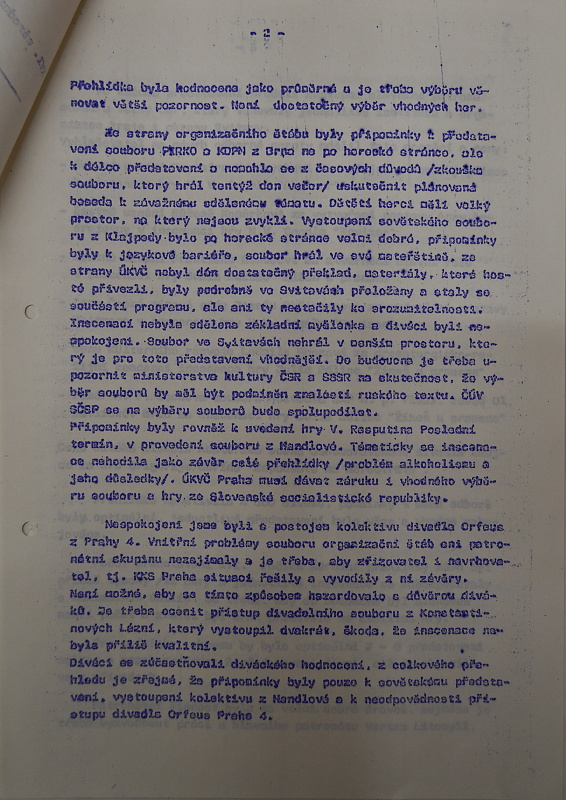 - 2 -
Přehlídka byla hodnocena jako průměrná a je třeba výběru vě-
novat větší pozornost. Není dostatečný výběr vhodných her.
Ze strany organizačního štábu byly připomínky k předsta-
vení souboru PIRKO o KDPM z Brna ne po herecké stránce, ale
k délce představení a nemohla se z časových důvodů /zkouška
souboru, který hrál tentýž den večer/ uskutečnit plánovaná
beseda k závažnému sdělenému tématu. Dětští herci měli velký
prostor, na který nejsou zvyklí. Vystoupení sovětského soubo-
ru z Klajpedy bylo po herecké stránce velmi dobré, připomínky
byly k jazykové bariéře, soubor hrál ve své mateřštině, ze
strany ÚKVČ nebyl dán dostatečný překlad, materiály, které hos-
té přivezli, byly podrobně ve Svitavách přeloženy a staly se
součástí programu, ale ani ty nestačily ke srozumitelnosti.
Inscenací nebyla sdělena základní myšlenka a diváci byli ne-
spokojeni. Soubor ve Svitavách nehrál v menším prostoru, kte-
rý je pro toto představení vhodnější. Do budoucna je třeba u-
pozornit ministerstva kultury ČSR a SSSR na skutečnost, že vý-
běr souborů by měl být podmíněn znalostí ruského textu. ČÚV
SČSP se na výběru souborů bude spolupodílet.
Připomínky byly rovněž k uvedení hry V. Rasputina Poslední
termín, v provedení souboru z Mandlové. Tématicky se inscena-
ce nehodila jako závěr celé přehlídky /problém alkoholismu a
jeho důsledky/. ÚKVČ Praha musí dávat záruku i vhodného výbě-
ru souboru a hry ze Slovenské socialistické republiky.
Nespokojeni jsme byli s postojem kolektivu divadla Orfeus
z Prahy 4. Vnitřní problémy souboru organizační štáb ani patro-
nátní skupinu nezajímaly a je třeba, aby zřizovatel i navrhova-
tel, tj. KKS Praha situaci řešily a vyvodily z ní závěry.
Není možné, aby se tímto způsobem hazardovalo s důvěrou divá-
ků. Je třeba ocenit přístup divadelního souboru z Konstanti-
nových Lázní, který vystoupil dvakrát, škoda, že inscenace ne-
byla příliš kvalitní.
Diváci se zúčastňovali diváckého hodnocení, z celkového pře-
hledu je zřejmé, že připomínky byly pouze k sovětskému předsta-
vení, vystoupení kolektivu z Mandlové a k neodpovědnosti pří-
stupu divadla Orfeus Praha 4.